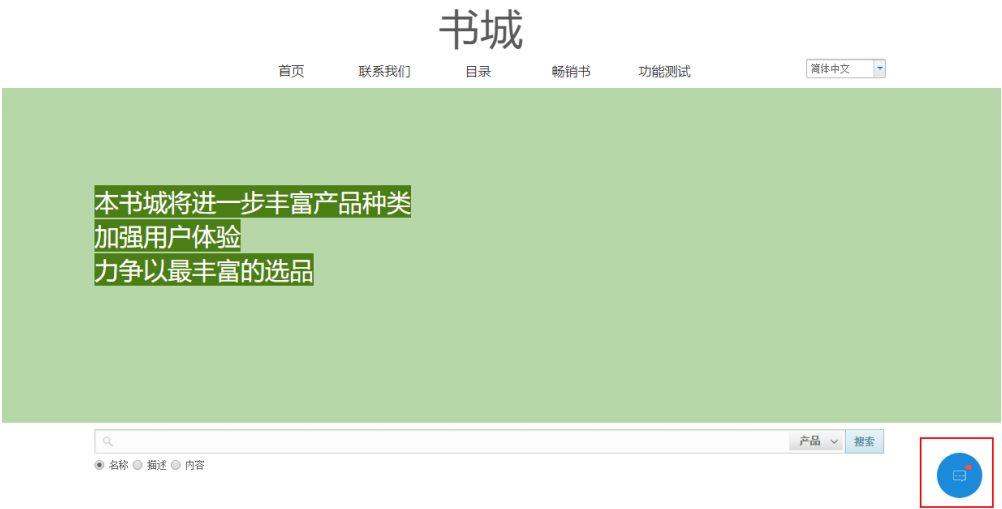 书城
首页 联系我们 目录 畅销书 功能测试 简体中文
本书城将进一步丰富产品种类
加强用户体验
力争以最丰富的选品
产品 搜索
名称 描述 内容